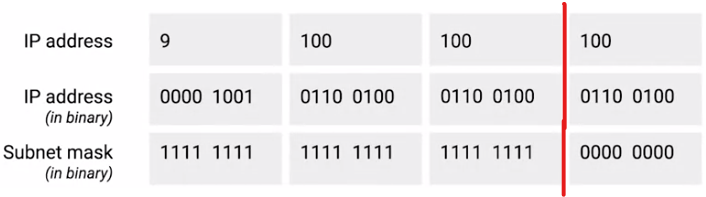 IP address 9 100 100 100
IP address 0000 1001 0110 0100 0110 0100 0110 0100
(in binary)
Subnet mask 1111 1111 1111 1111 1111 1111 0000 0000
(in binary)